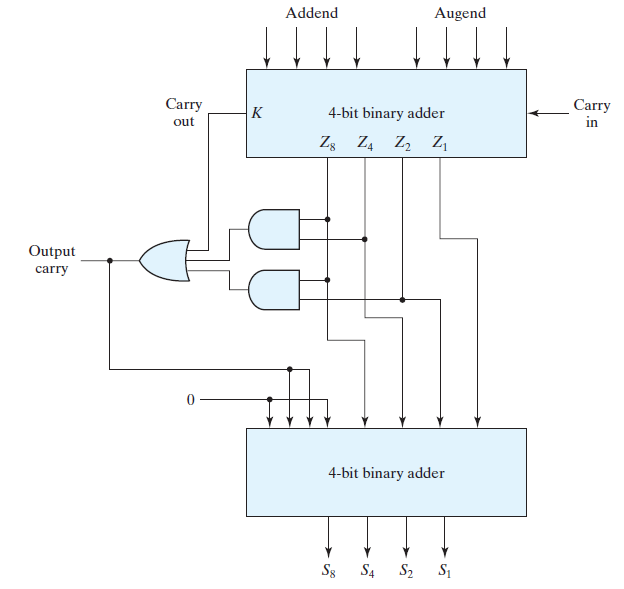 Addend Augend
Carry out
K
4-bit binary adder
Carry in
Z8 Z4 Z2 Z1
Output carry
0
4-bit binary adder
S8 S4 S2 S1